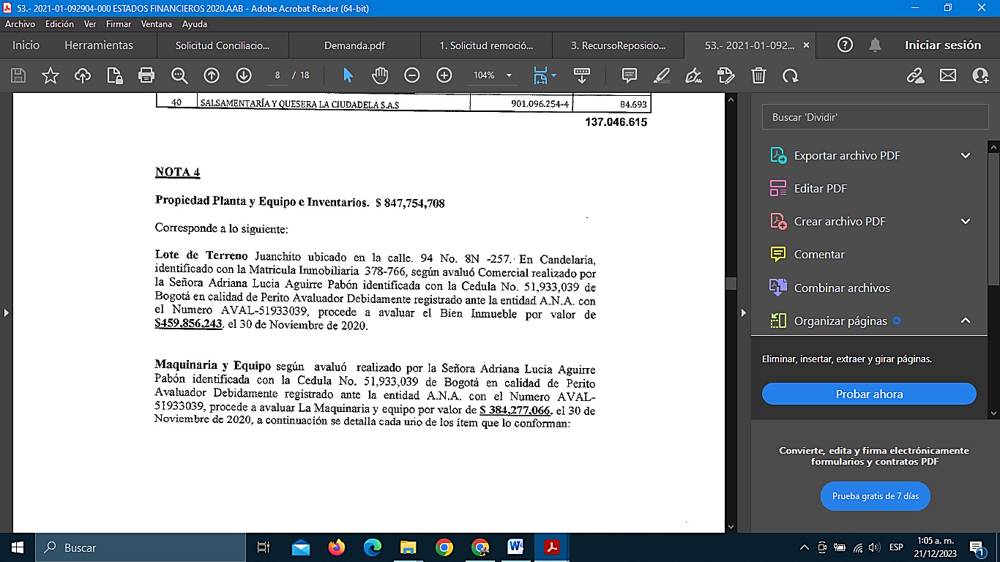 53.- 2021-01-092904-000 ESTADOS FINANCIEROS 2020.AAB - Adobe Acrobat Reader (64-bit)
Archivo Edición Ver Firmar Ventana Ayuda
Inicio Herramientas Solicitud Conciliacio... Demanda.pdf 1. Solicitud remoció... 3. RecursoReposicio... 53.- 2021-01-092... × Iniciar sesión
8 / 18 104%
40 SALSAMENTARÍA Y QUESERA LA CIUDADELA S.A.S 901.096.254-4 84.693
137.046.615
NOTA 4
Propiedad Planta y Equipo e Inventarios. $ 847,754,708
Corresponde a lo siguiente:
Lote de Terreno Juanchito ubicado en la calle. 94 No. 8N -257. En Candelaria,
identificado con la Matricula Inmobiliaria 378-766, según avaluó Comercial realizado por
la Señora Adriana Lucia Aguirre Pabón identificada con la Cedula No. 51,933,039 de
Bogotá en calidad de Perito Avaluador Debidamente registrado ante la entidad A.N.A. con
el Numero AVAL-51933039, procede a avaluar el Bien Inmueble por valor de
$459,856,243. el 30 de Noviembre de 2020.
Maquinaria y Equipo según avaluó realizado por la Señora Adriana Lucia Aguirre
Pabón identificada con la Cedula No. 51,933,039 de Bogotá en calidad de Perito
Avaluador Debidamente registrado ante la entidad A.N.A. con el Numero AVAL-
51933039, procede a avaluar La Maquinaria y equipo por valor de $ 384,277,066. el 30 de
Noviembre de 2020, a continuación se detalla cada uno de los ítem que lo conforman:
Buscar 'Dividir'
Exportar archivo PDF
Editar PDF
Crear archivo PDF
Comentar
Combinar archivos
Organizar páginas
Eliminar, insertar, extraer y girar páginas.
Probar ahora
Convierte, edita y firma electrónicamente
formularios y contratos PDF
Prueba gratis de 7 días
Buscar
ESP
1:05 a. m.
21/12/2023
1